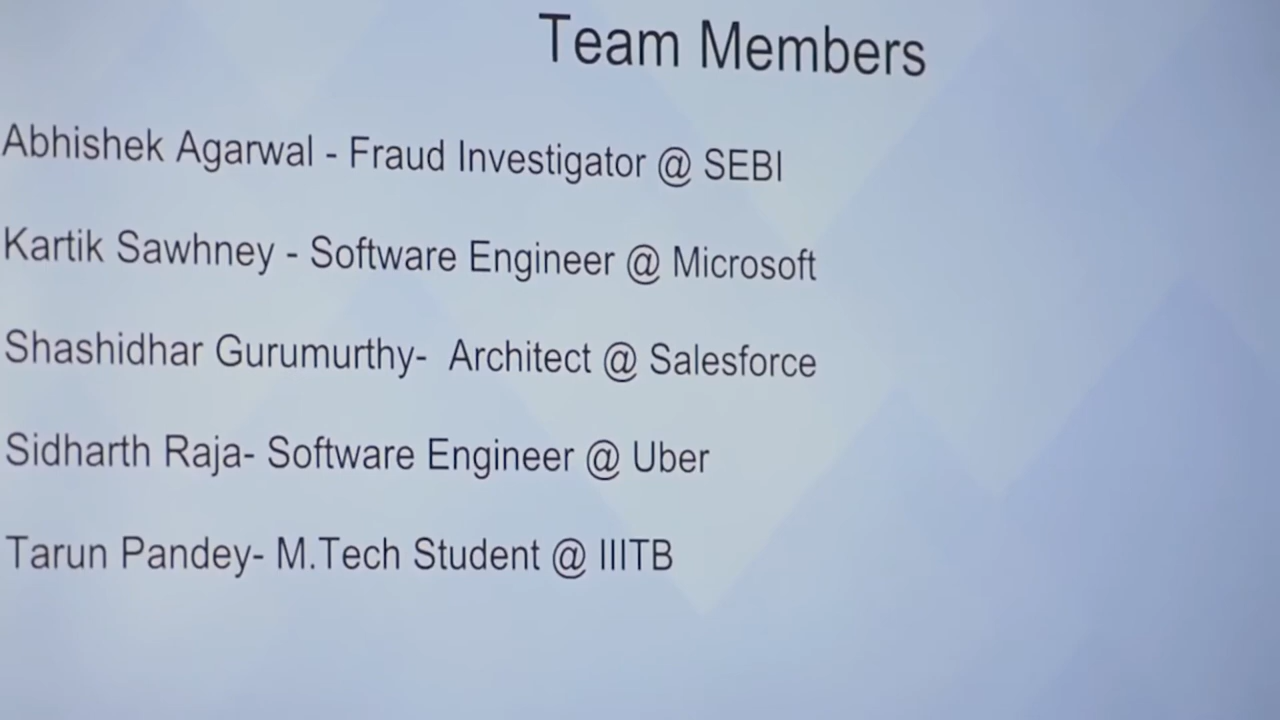 Team Members
Abhishek Agarwal - Fraud Investigator @ SEBI
Kartik Sawhney - Software Engineer @ Microsoft
Shashidhar Gurumurthy-  Architect @ Salesforce
Sidharth Raja- Software Engineer @ Uber
Tarun Pandey- M.Tech Student @ IIITB